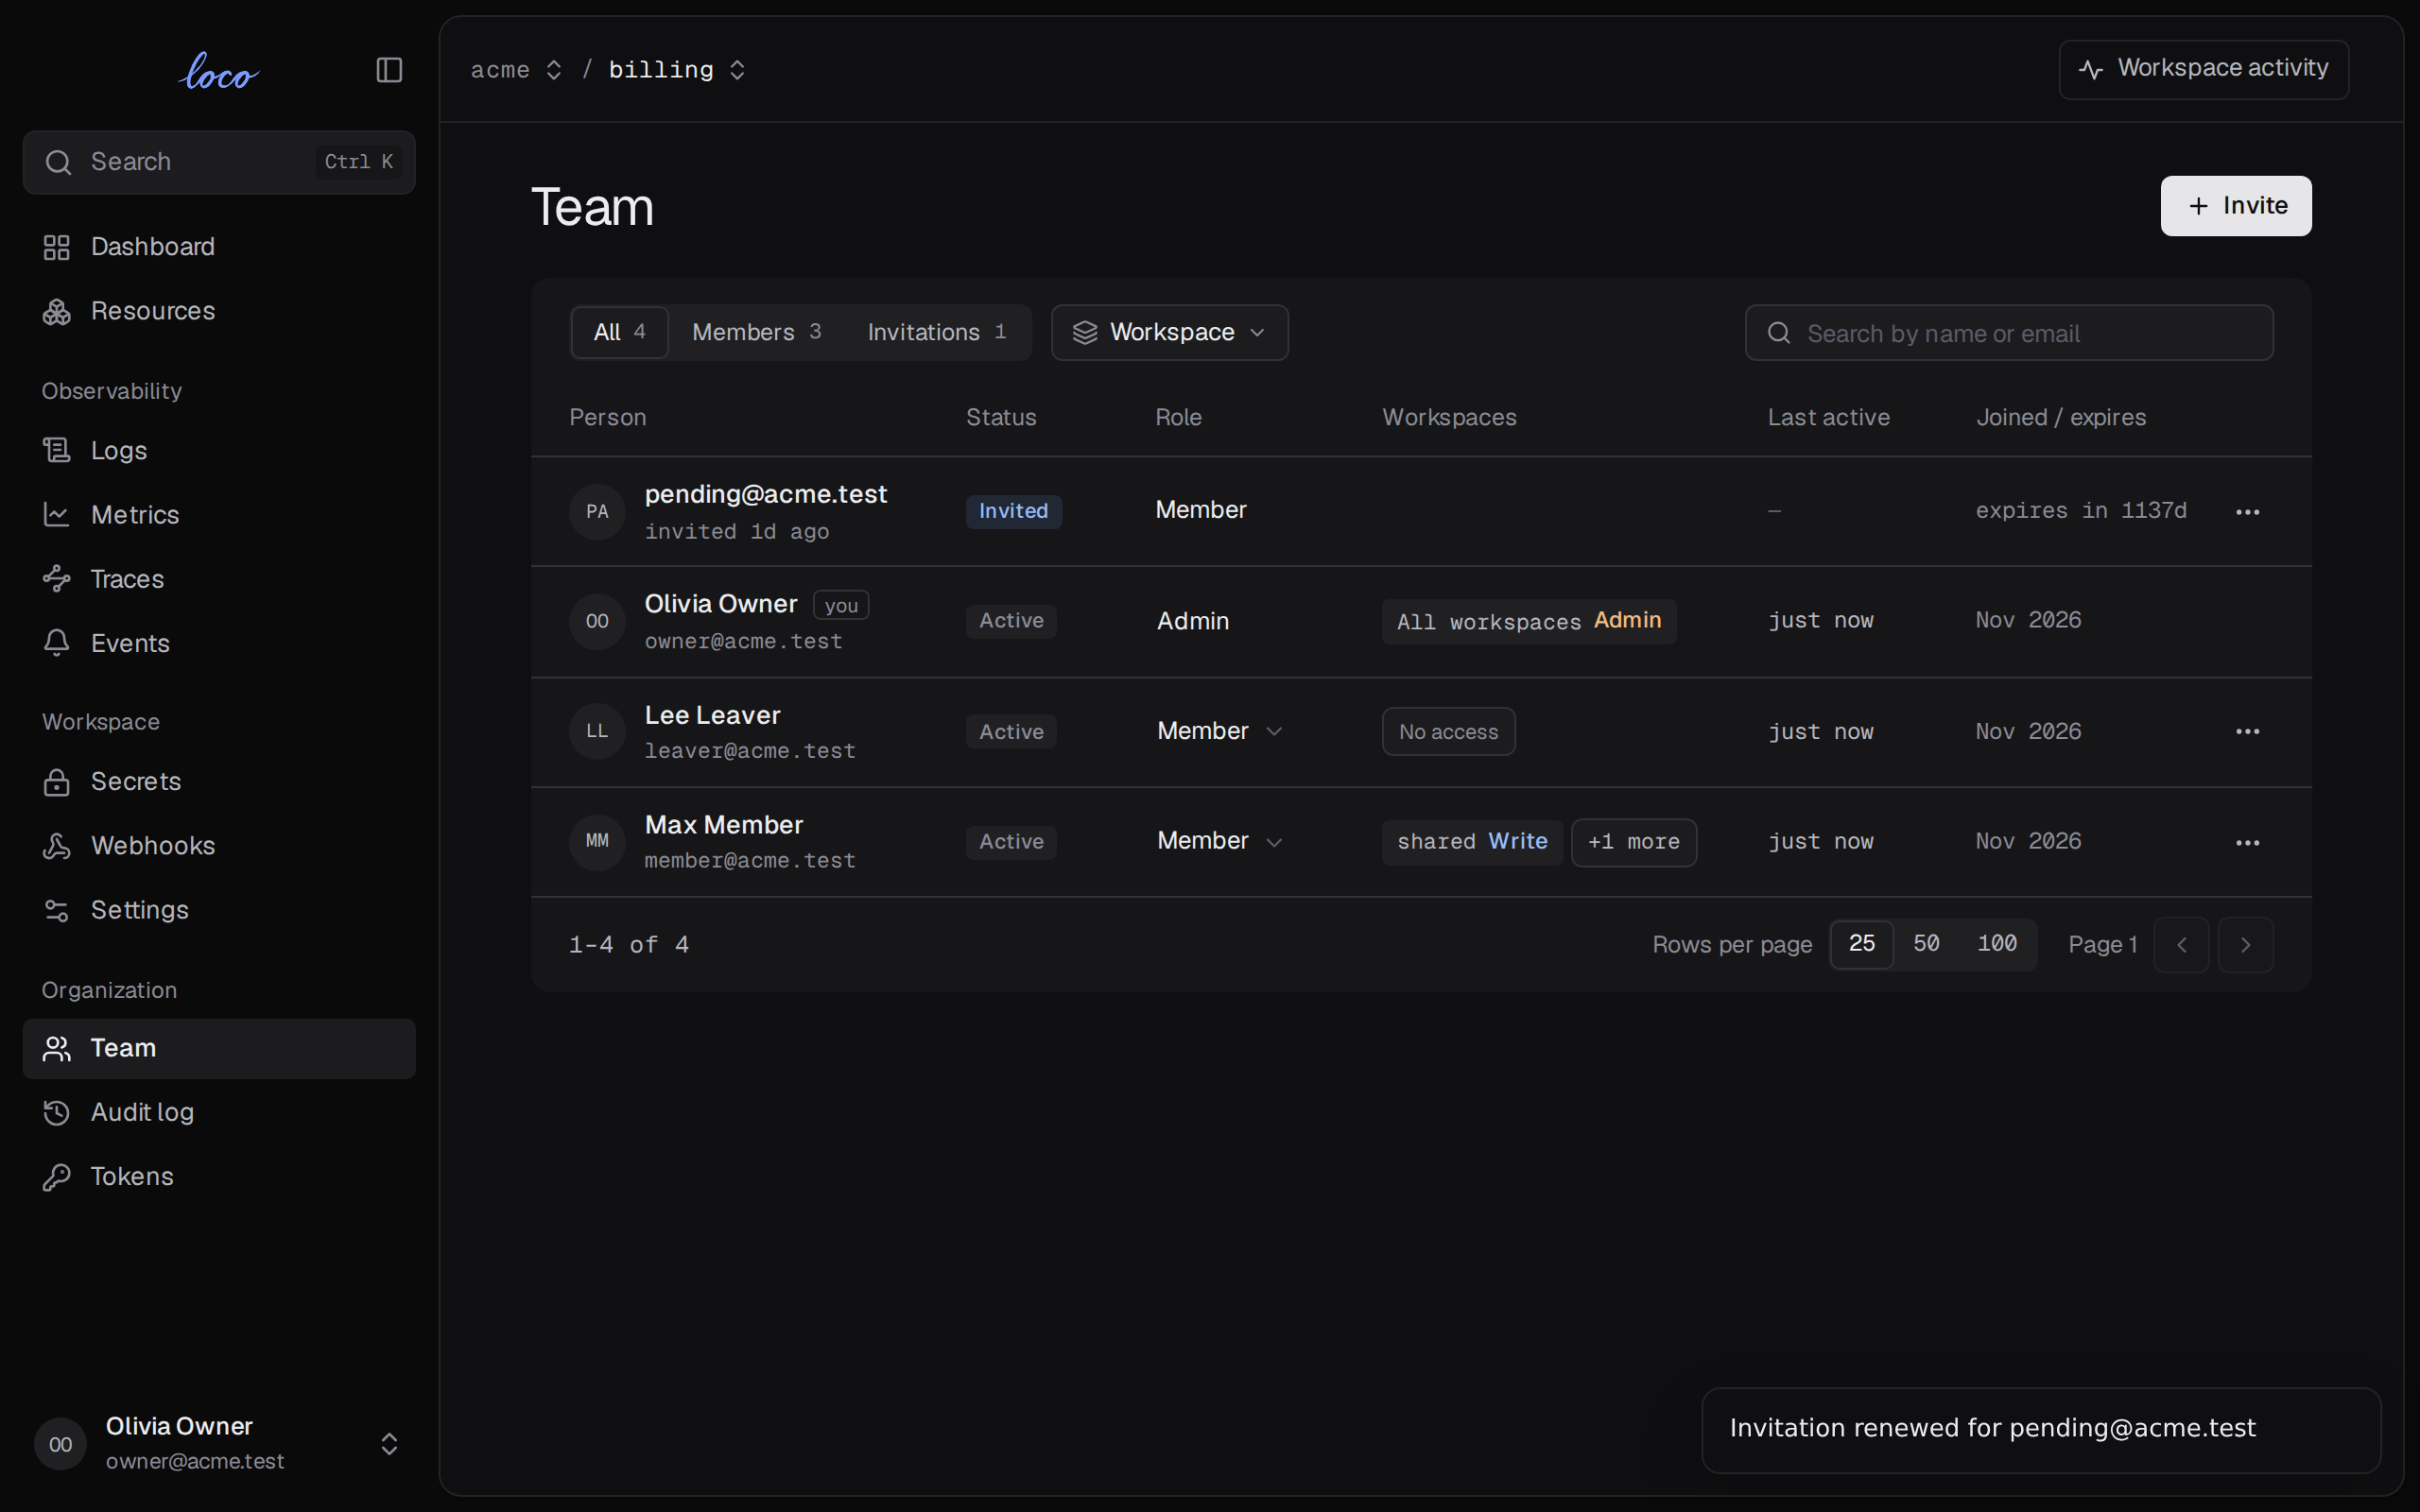 loco
Search Ctrl K
Dashboard
Resources
Observability
Logs
Metrics
Traces
Events
Workspace
Secrets
Webhooks
Settings
Organization
Team
Audit log
Tokens
OO Olivia Owner
owner@acme.test
acme / billing
Workspace activity
Team
Invite
All 4 Members 3 Invitations 1 Workspace Search by name or email
Person Status Role Workspaces Last active Joined / expires
PA pending@acme.test Invited Member – expires in 1137d
invited 1d ago
OO Olivia Owner you Active Admin All workspaces Admin just now Nov 2026
owner@acme.test
LL Lee Leaver Active Member No access just now Nov 2026
leaver@acme.test
MM Max Member Active Member shared Write +1 more just now Nov 2026
member@acme.test
1–4 of 4 Rows per page 25 50 100 Page 1
Invitation renewed for pending@acme.test